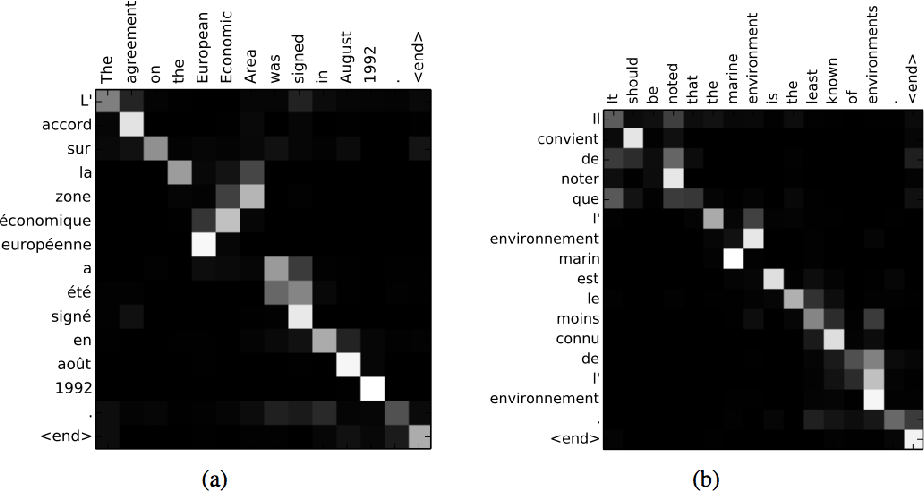 The
agreement
on
the
European
Economic
Area
was
signed
in
August
1992
.
<end>
L'
accord
sur
la
zone
économique
européenne
a
été
signé
en
août
1992
.
<end>
(a)
It
should
be
noted
that
the
marine
environment
is
the
least
known
of
environments
.
<end>
Il
convient
de
noter
que
l'
environnement
marin
est
le
moins
connu
de
l'
environnement
.
<end>
(b)